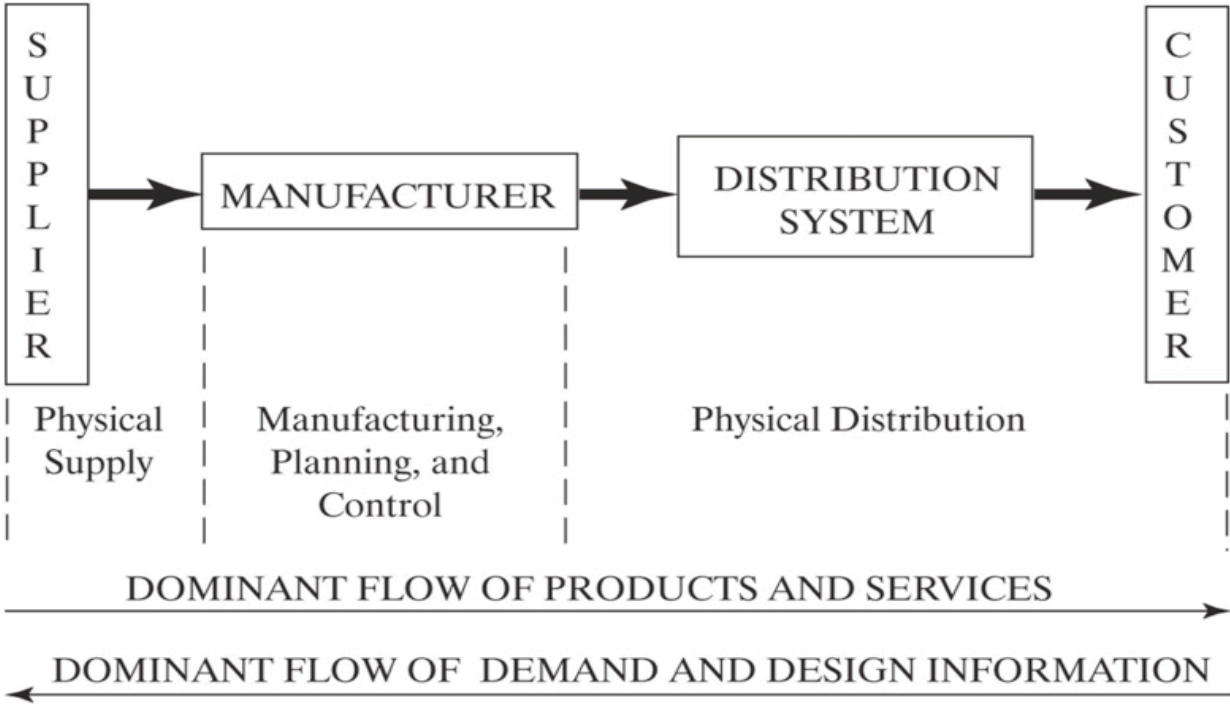 SUPPLIER
MANUFACTURER
DISTRIBUTION
SYSTEM
CUSTOMER
Physical
Supply
Manufacturing,
Planning, and
Control
Physical Distribution
DOMINANT FLOW OF PRODUCTS AND SERVICES
DOMINANT FLOW OF DEMAND AND DESIGN INFORMATION